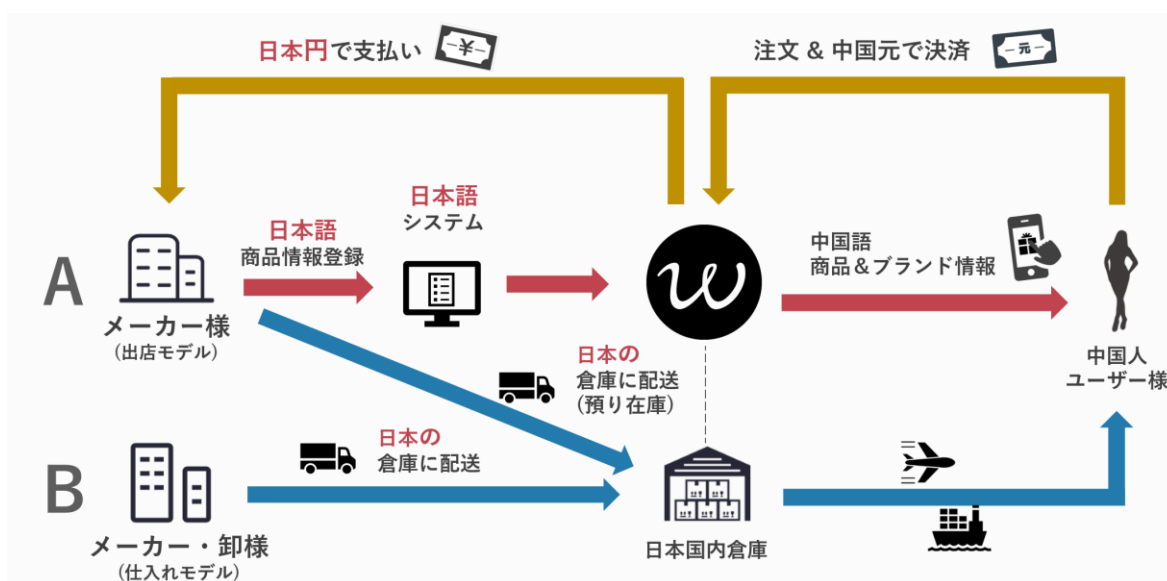 日本円で支払い
¥
注文 & 中国元で決済
元
A
メーカー様
(出店モデル)
日本語
商品情報登録
日本語
システム
w
中国語
商品＆ブランド情報
中国人
ユーザー様
日本の
倉庫に配送
(預り在庫)
B
メーカー・卸様
(仕入れモデル)
日本の
倉庫に配送
日本国内倉庫